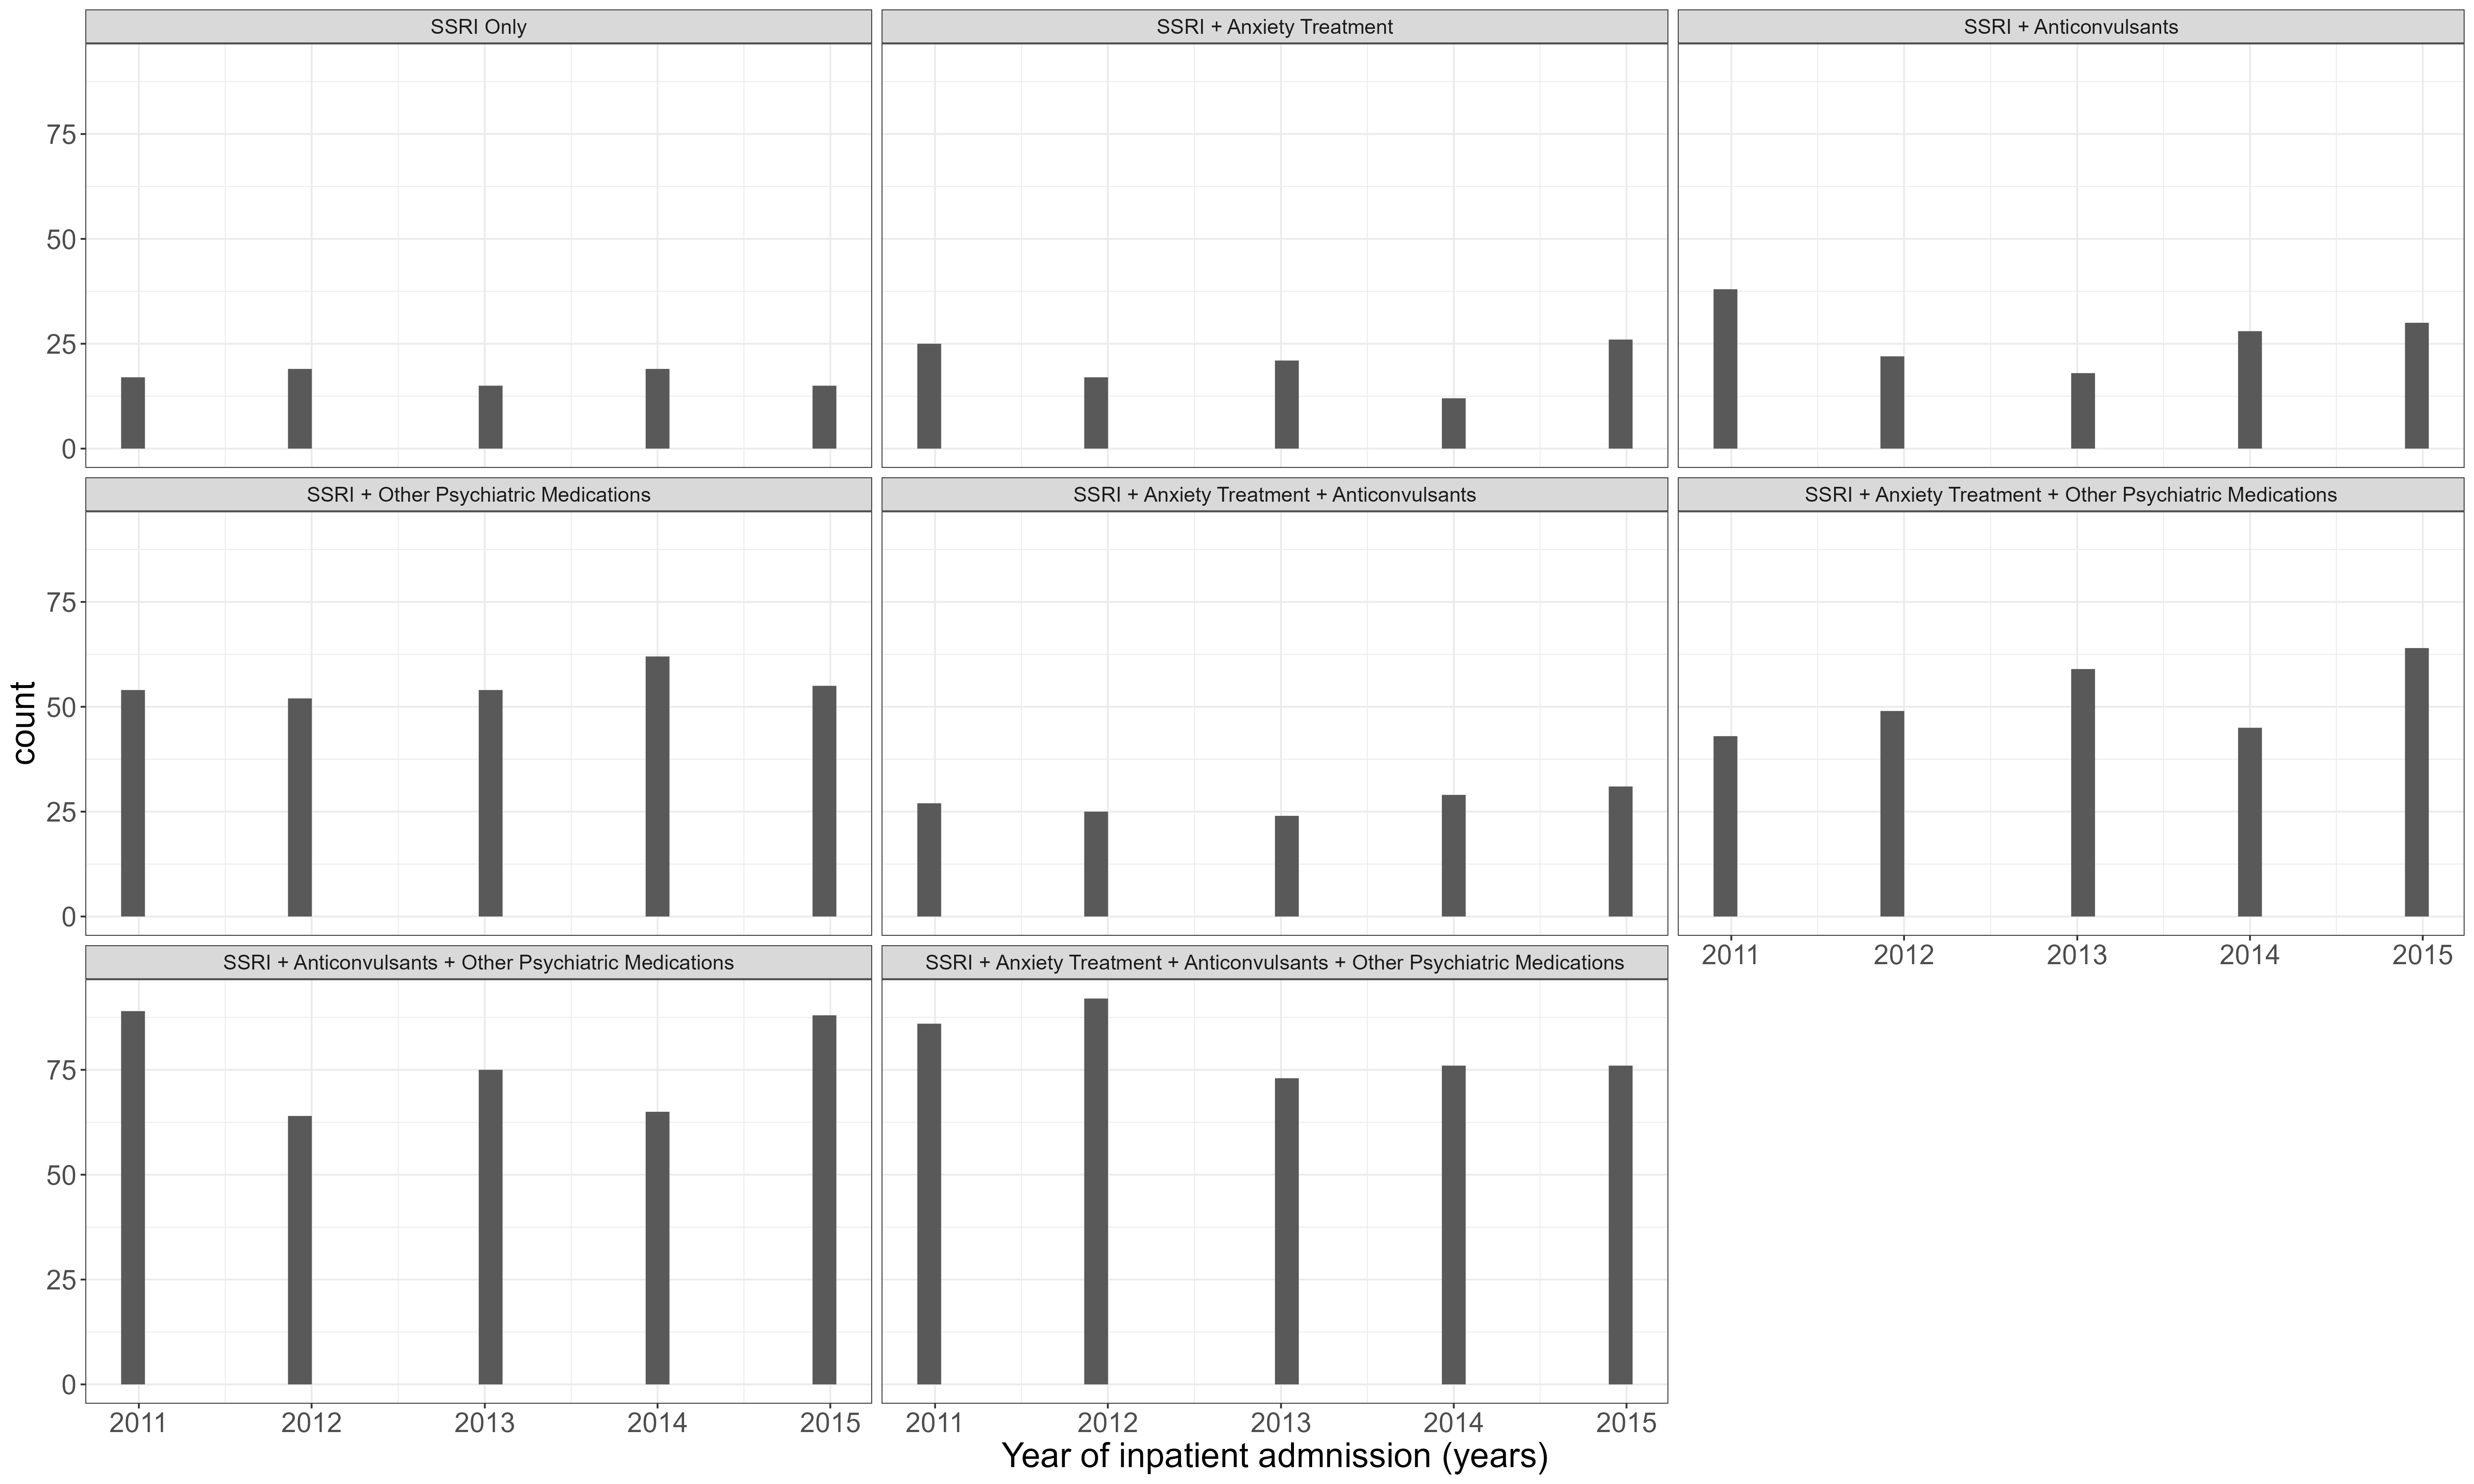 SSRI Only
SSRI + Anxiety Treatment
SSRI + Anticonvulsants
75
50
25
0
SSRI + Other Psychiatric Medications
SSRI + Anxiety Treatment + Anticonvulsants
SSRI + Anxiety Treatment + Other Psychiatric Medications
75
50
25
0
2011 2012 2013 2014 2015
SSRI + Anticonvulsants + Other Psychiatric Medications
SSRI + Anxiety Treatment + Anticonvulsants + Other Psychiatric Medications
75
50
25
0
2011 2012 2013 2014 2015
2011 2012 2013 2014 2015
count
Year of inpatient admnission (years)